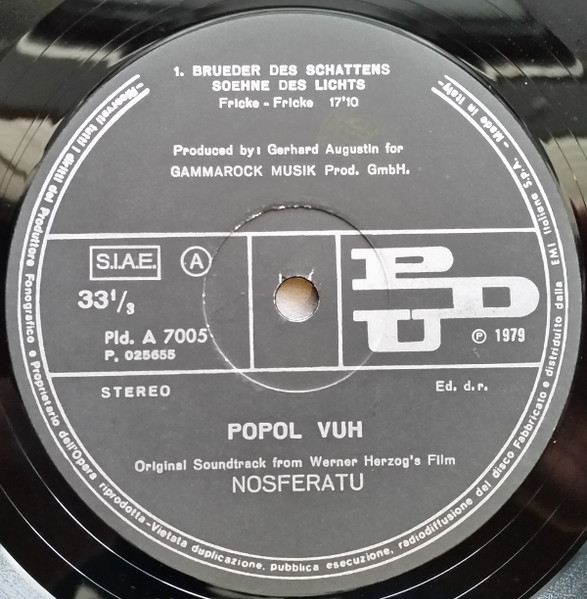 1. BRUEDER DES SCHATTENS
SOEHNE DES LICHTS
Fricke - Fricke 17'10
Produced by: Gerhard Augustin for
GAMMAROCK MUSIK Prod. GmbH.
S.I.A.E.
A
33 1/3
PDU
Pld. A 7005
P. 025655
℗ 1979
STEREO
Ed. d.r.
POPOL VUH
Original Soundtrack from Werner Herzog's Film
NOSFERATU
-Riservati tutti i diritti del Produttore Fonografico e Proprietario dell'Opera riprodotta-Vietata duplicazione, pubblica esecuzione, radiodiffusione del disco Fabbricato e distribuito dalla EMI Italiana S.p.A. - Made in Italy-